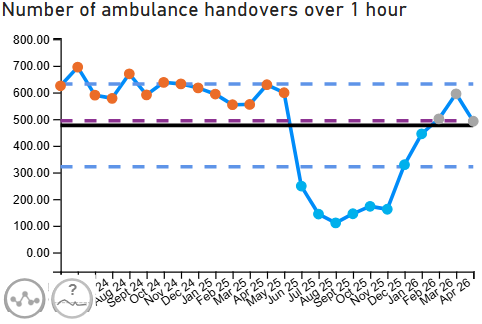 Number of ambulance handovers over 1 hour
800.00
700.00
600.00
500.00
400.00
300.00
200.00
100.00
0.00
24
Aug 24
Sept 24
Oct 24
Nov 24
Dec 24
Jan 25
Feb 25
Mar 25
Apr 25
May 25
Jun 25
Jul 25
Aug 25
Sept 25
Oct 25
Nov 25
Dec 25
Jan 26
Feb 26
Mar 26
Apr 26
?